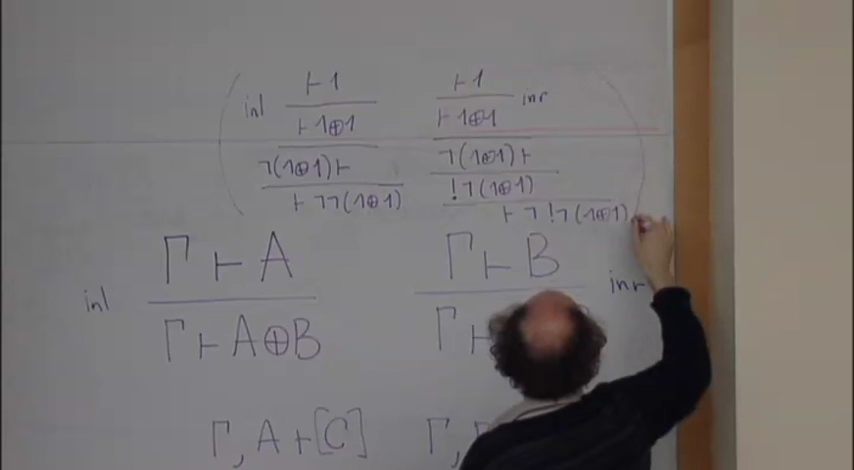 ⊢1 ⊢1
inl inr
⊢1⊕1 ⊢1⊕1
¬(1⊕1)⊢ ¬(1⊕1)⊢
⊢¬¬(1⊕1) !¬(1⊕1)
⊢¬!¬(1⊕1)
Γ⊢A Γ⊢B
inl inr
Γ⊢A⊕B Γ⊢
Γ,A⊢[C] Γ,